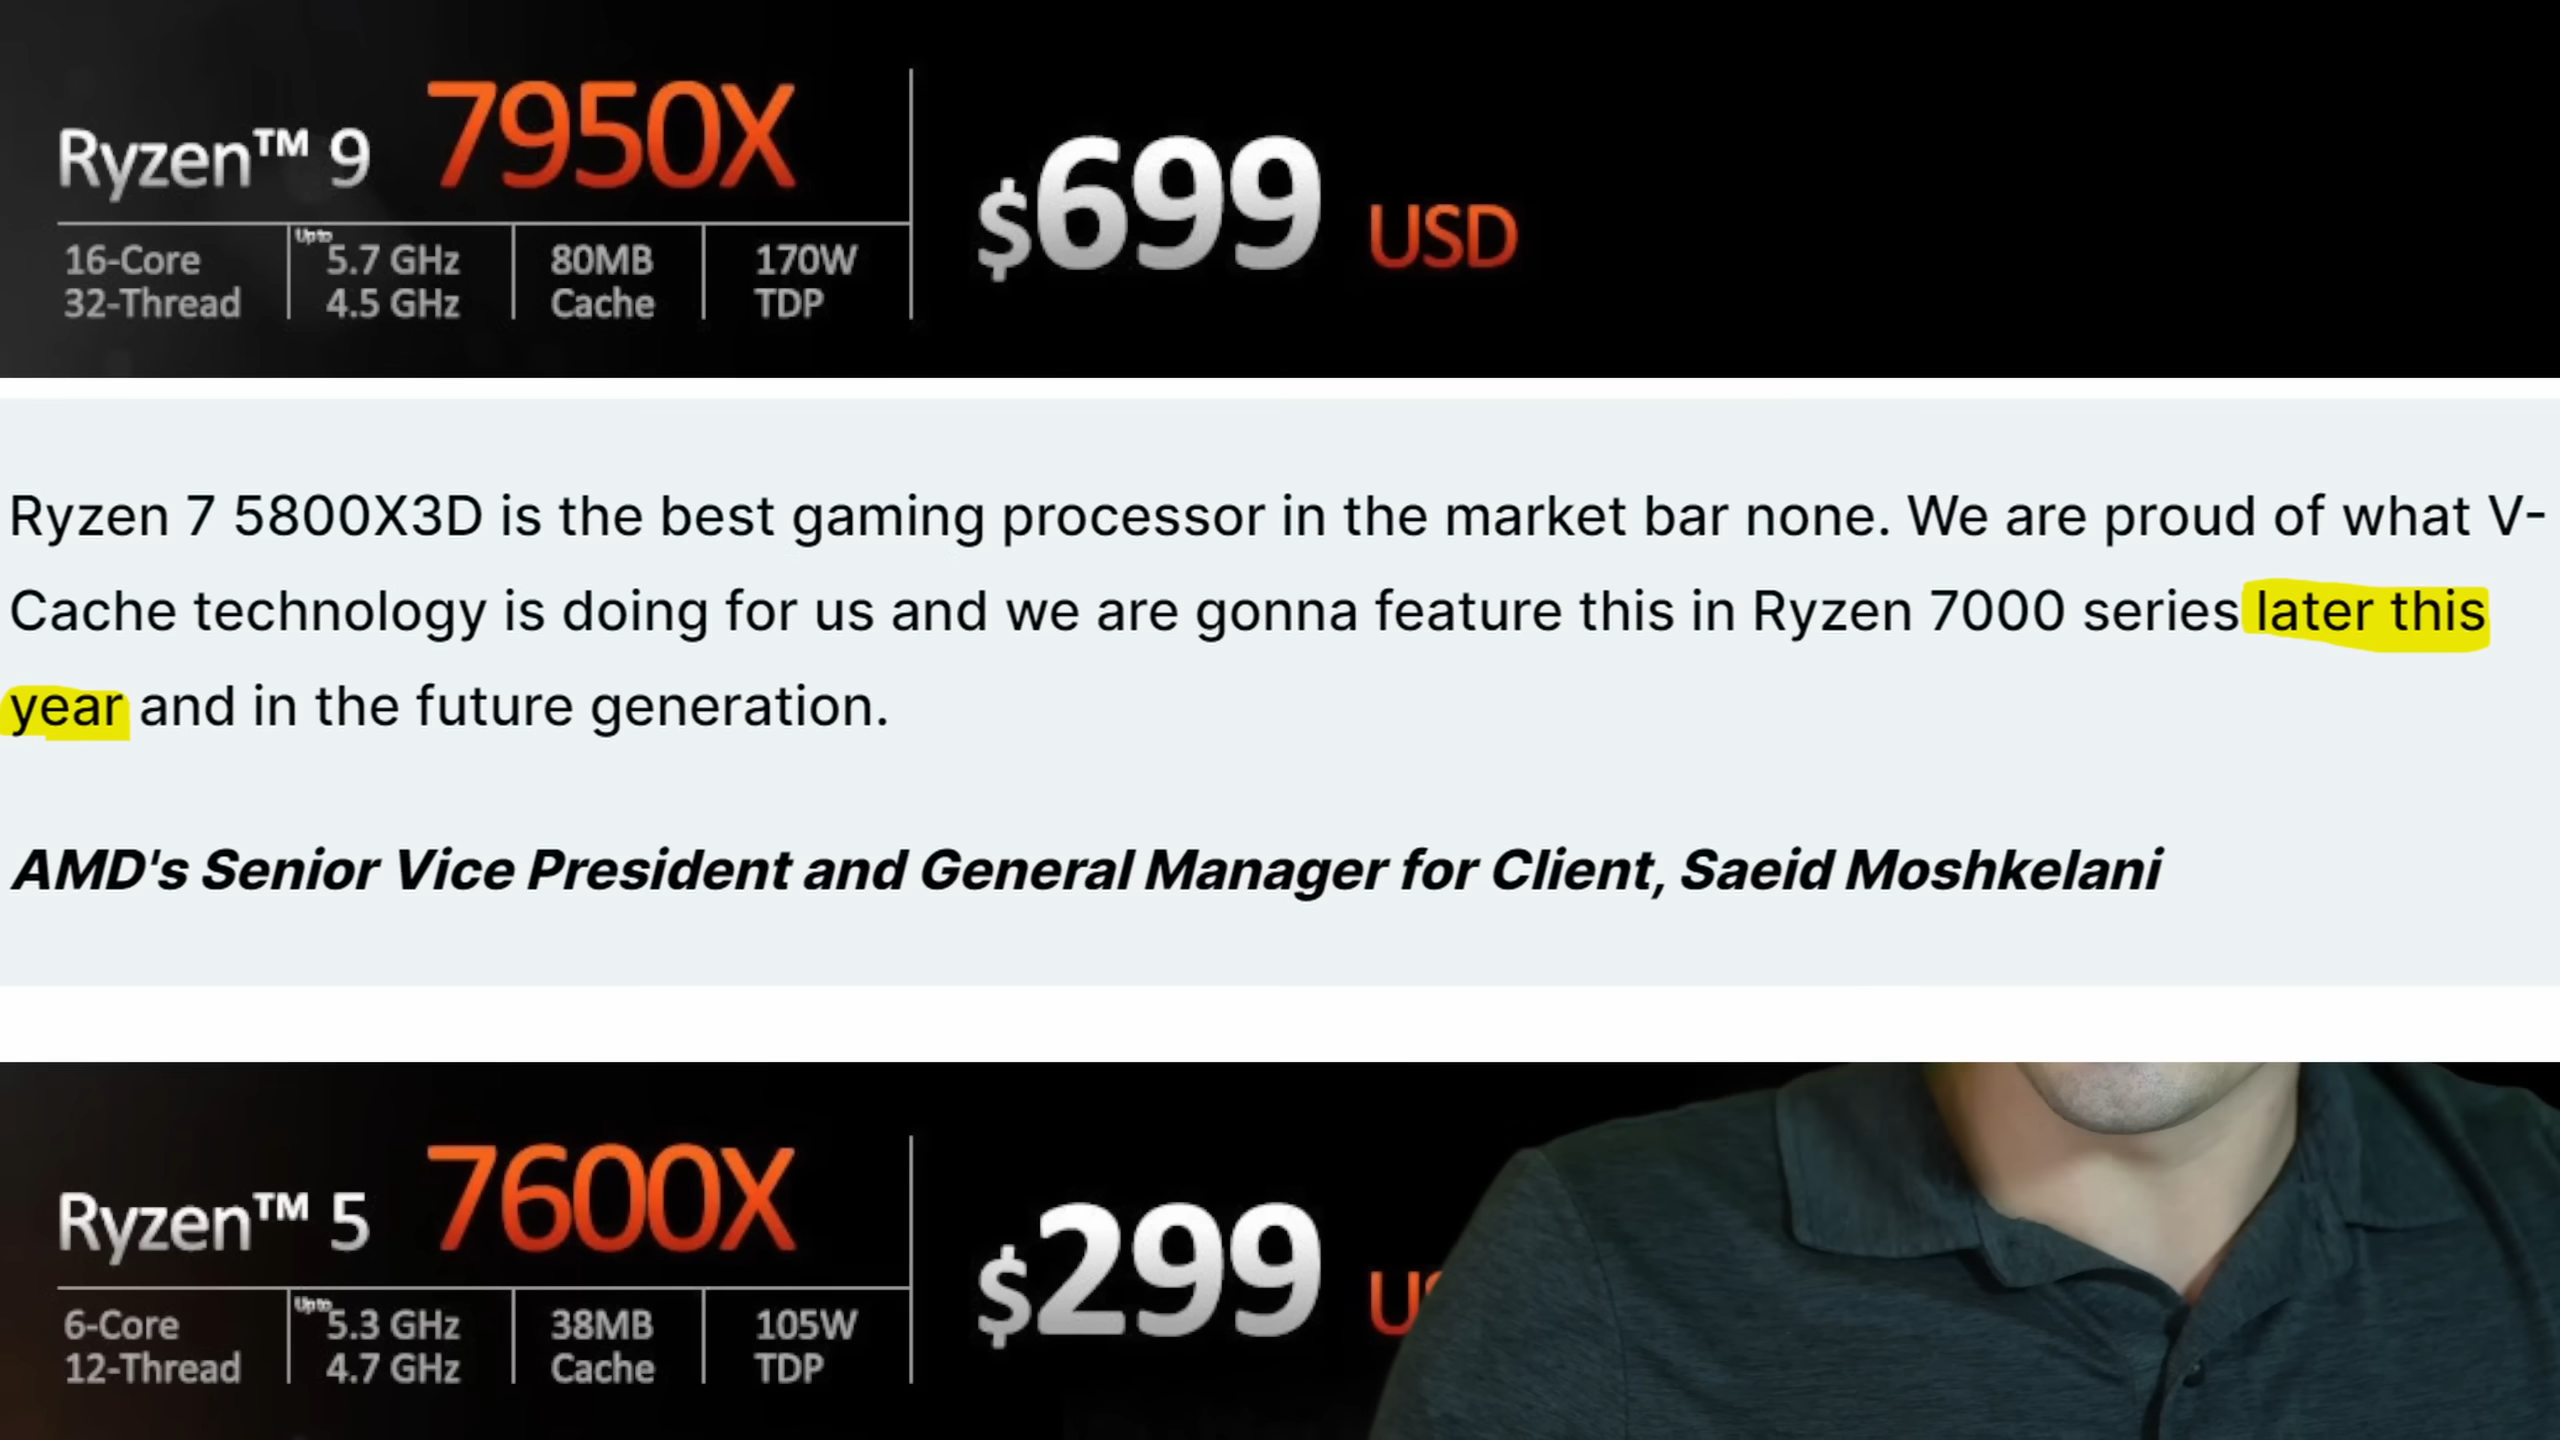 Ryzen™ 9 7950X
16-Core
32-Thread
Up to
5.7 GHz
4.5 GHz
80MB
Cache
170W
TDP
$699 USD
Ryzen 7 5800X3D is the best gaming processor in the market bar none. We are proud of what V-
Cache technology is doing for us and we are gonna feature this in Ryzen 7000 series later this
year and in the future generation.
AMD's Senior Vice President and General Manager for Client, Saeid Moshkelani
Ryzen™ 5 7600X
6-Core
12-Thread
Up to
5.3 GHz
4.7 GHz
38MB
Cache
105W
TDP
$299